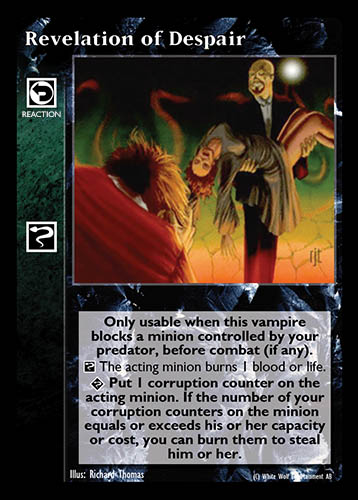 Revelation of Despair
REACTION
rjt
Only usable when this vampire
blocks a minion controlled by your
predator, before combat (if any).
The acting minion burns 1 blood or life.
Put 1 corruption counter on the
acting minion. If the number of your
corruption counters on the minion
equals or exceeds his or her capacity
or cost, you can burn them to steal
him or her.
Illus: Richard Thomas
(C) White Wolf Entertainment AB